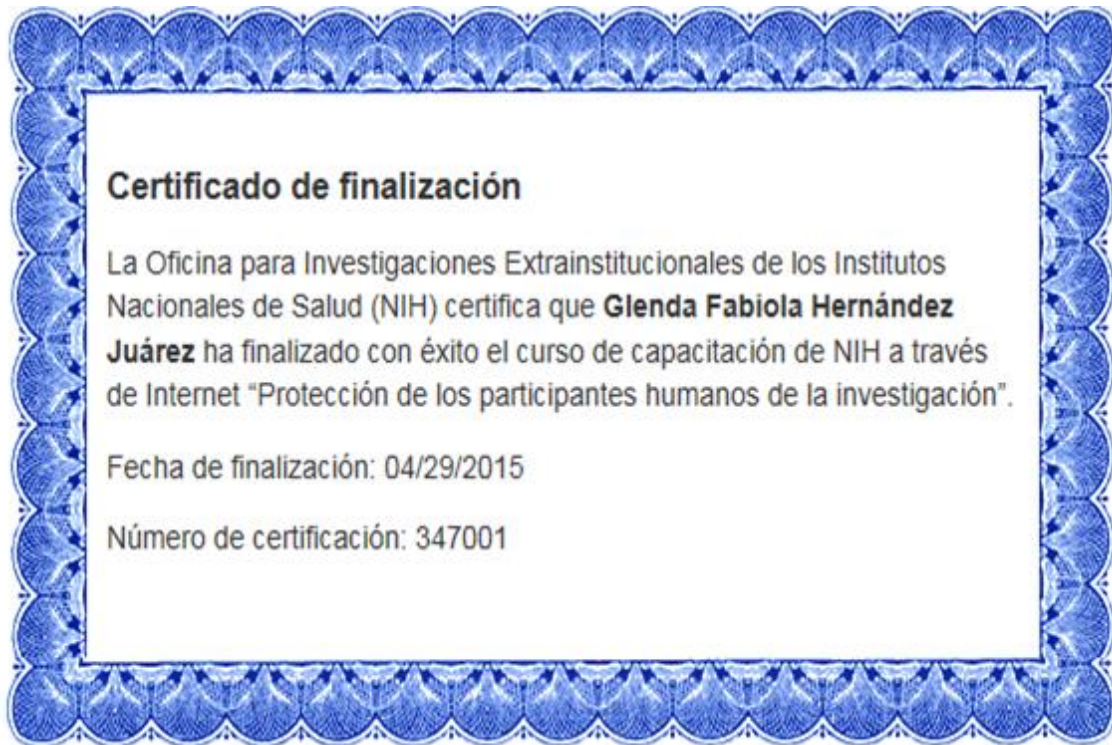 Certificado de finalización
La Oficina para Investigaciones Extrainstitucionales de los Institutos
Nacionales de Salud (NIH) certifica que Glenda Fabiola Hernández
Juárez ha finalizado con éxito el curso de capacitación de NIH a través
de Internet “Protección de los participantes humanos de la investigación”.
Fecha de finalización: 04/29/2015
Número de certificación: 347001